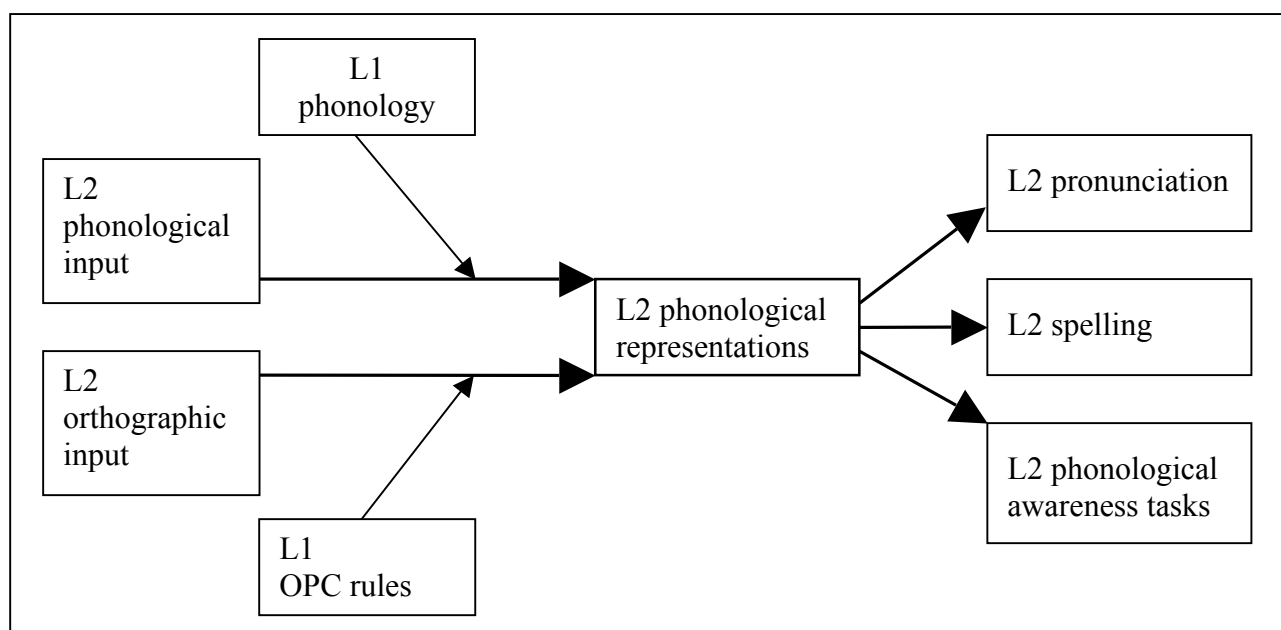 L1
phonology
L2
phonological
input
L2
orthographic
input
L1
OPC rules
L2 phonological
representations
L2 pronunciation
L2 spelling
L2 phonological
awareness tasks